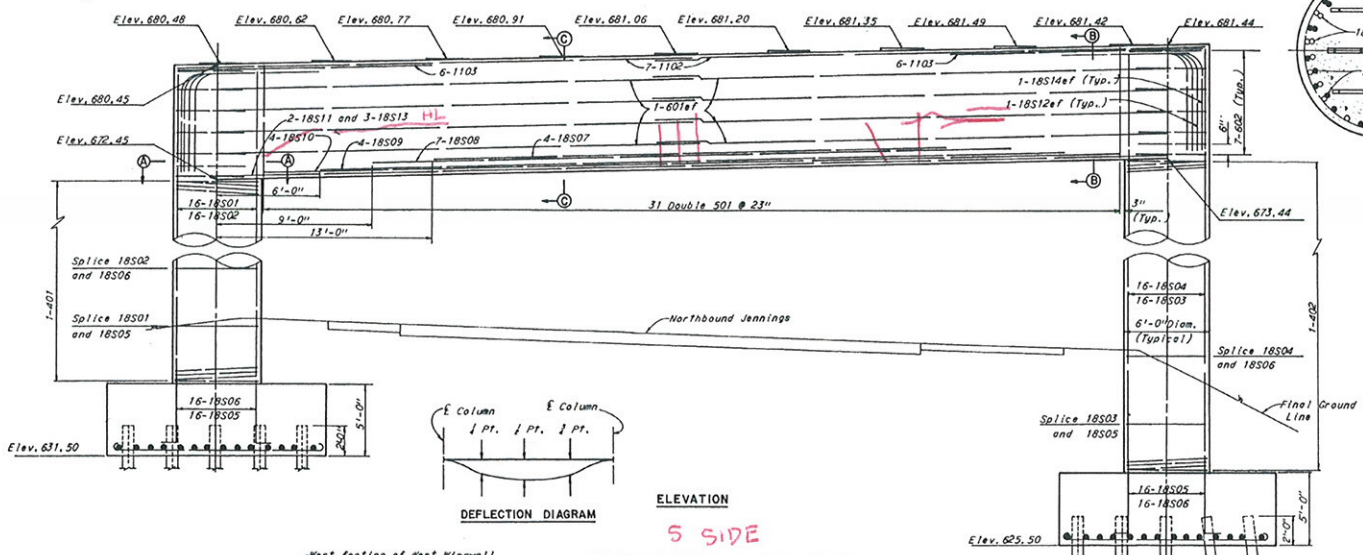 Elev. 680.48
Elev. 680.62
Elev. 680.77
Elev. 680.91
Elev. 681.06
Elev. 681.20
Elev. 681.35
Elev. 681.49
Elev. 681.42
Elev. 681.44
C
B
6-1103
7-1102
6-1103
1-18S14ef (Typ.)
1-18S12ef (Typ.)
Elev. 680.45
1-601ef
2-18S11 and 3-18S13
HL
4-18S10
4-18S09
7-18S08
4-18S07
6"
7-602 (Typ.)
Elev. 672.45
A
A
6'-0"
C
B
16-18S01
16-18S02
9'-0"
13'-0"
31 Double 501 @ 23"
3"
(Typ.)
Elev. 673.44
1-401
Splice 18S02
and 18S06
Splice 18S01
and 18S05
Northbound Jennings
16-18S04
16-18S03
6'-0" Diam.
(Typical)
1-402
Splice 18S04
and 18S06
Final Ground
Line
Splice 18S03
and 18S05
16-18S06
16-18S05
5'-0"
Elev. 631.50
₵ Column
₵ Column
Pt.
Pt.
Pt.
DEFLECTION DIAGRAM
ELEVATION
S SIDE
16-18S05
16-18S06
2'-0"
5'-0"
Elev. 625.50